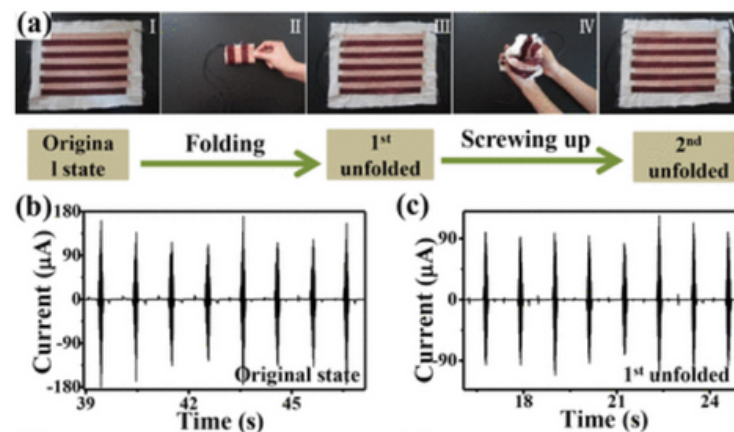 (a)
I
II
III
IV
Origina
l state
Folding
1st
unfolded
Screwing up
2nd
unfolded
(b)
180
90
0
-90
-180
Current (μA)
Original state
39
42
45
Time (s)
(c)
90
0
-90
Current (μA)
1st unfolded
18
21
24
Time (s)